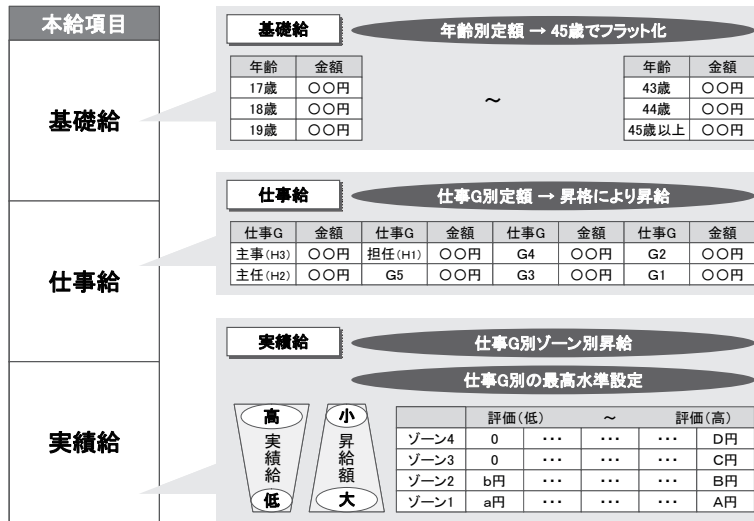 本給項目
基礎給
仕事給
実績給
基礎給
年齢別定額 → 45歳でフラット化
年齢 金額
17歳 〇〇円
18歳 〇〇円
19歳 〇〇円
～
年齢 金額
43歳 〇〇円
44歳 〇〇円
45歳以上 〇〇円
仕事給
仕事G別定額 → 昇格により昇給
仕事G 金額 仕事G 金額 仕事G 金額 仕事G 金額
主事(H3) 〇〇円 担任(H1) 〇〇円 G4 〇〇円 G2 〇〇円
主任(H2) 〇〇円 G5 〇〇円 G3 〇〇円 G1 〇〇円
実績給
仕事G別ゾーン別昇給
仕事G別の最高水準設定
高
実績給
低
小
昇給額
大
評価(低) ～ 評価(高)
ゾーン4 0 ・・・ ・・・ ・・・ D円
ゾーン3 0 ・・・ ・・・ ・・・ C円
ゾーン2 b円 ・・・ ・・・ ・・・ B円
ゾーン1 a円 ・・・ ・・・ ・・・ A円